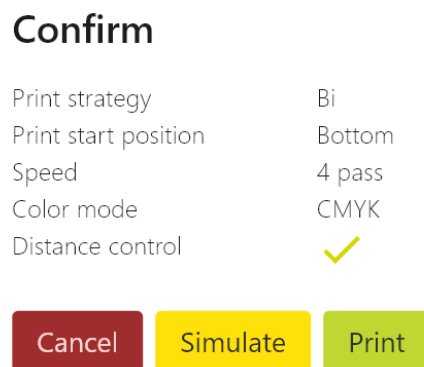 Confirm
Print strategy Bi
Print start position Bottom
Speed 4 pass
Color mode CMYK
Distance control
Cancel Simulate Print